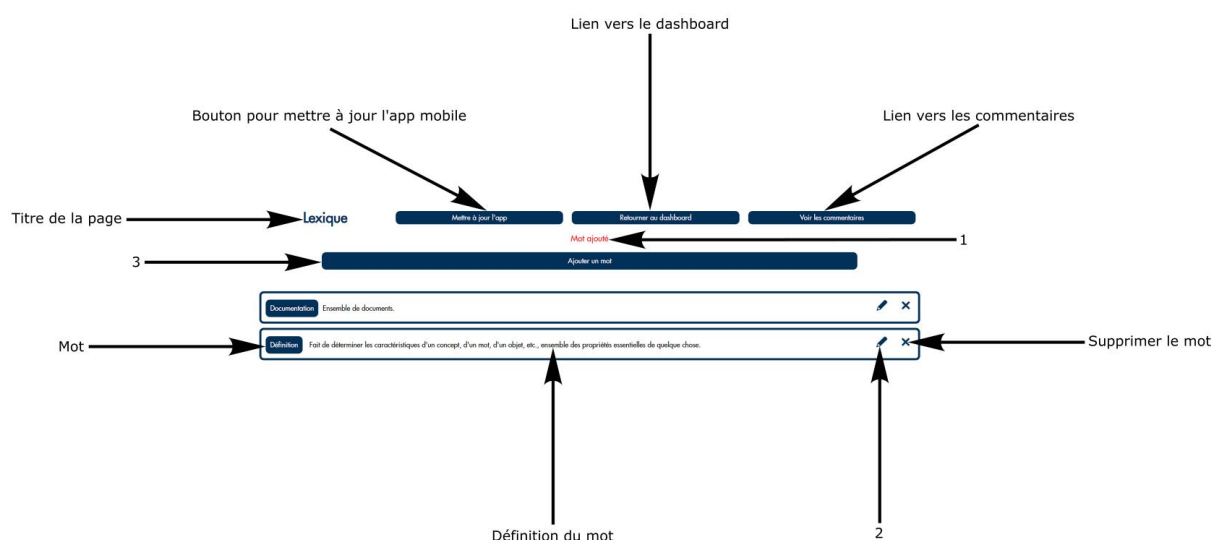 Lien vers le dashboard
Bouton pour mettre à jour l'app mobile
Lien vers les commentaires
Titre de la page
Lexique
Mettre à jour l'app
Retourner au dashboard
Voir les commentaires
Mot ajouté
1
3
Ajouter un mot
Documentation
Ensemble de documents.
Mot
Définition
Fait de déterminer les caractéristiques d'un concept, d'un mot, d'un objet, etc., ensemble des propriétés essentielles de quelque chose.
Supprimer le mot
Définition du mot
2